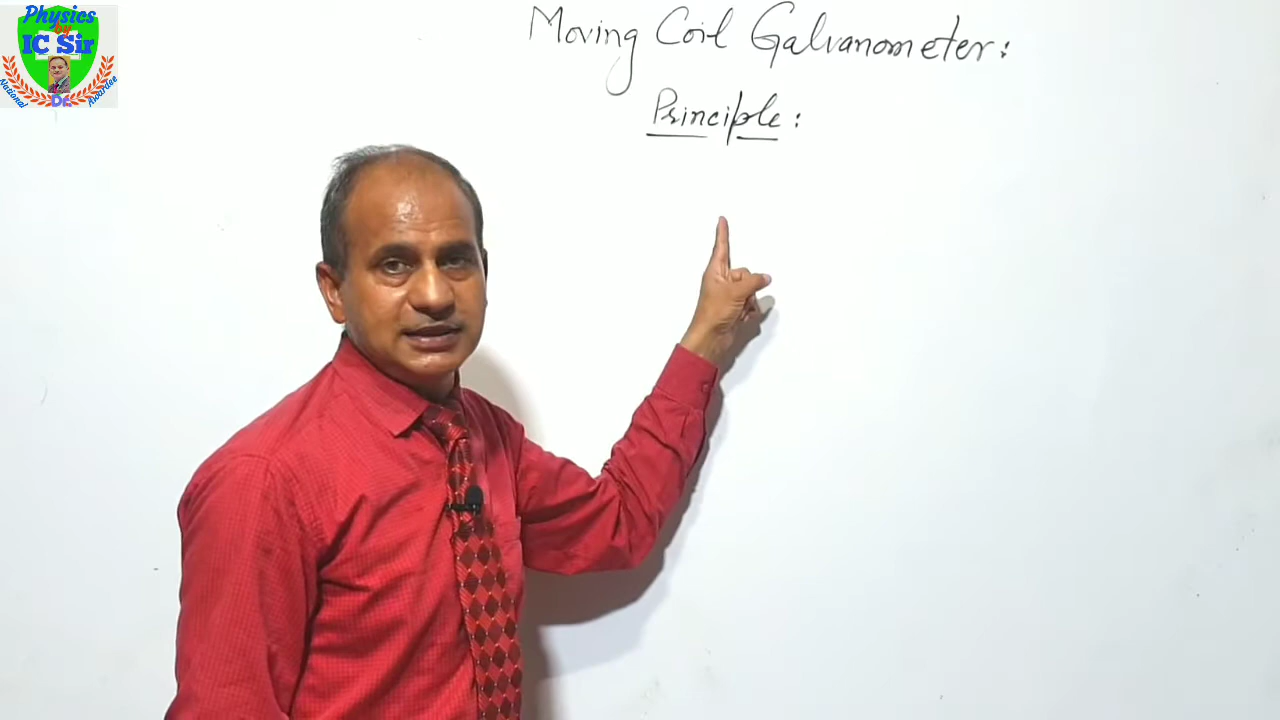 Physics
by
IC Sir
National Awardee
Dr.
Moving Coil Galvanometer:
Principle: